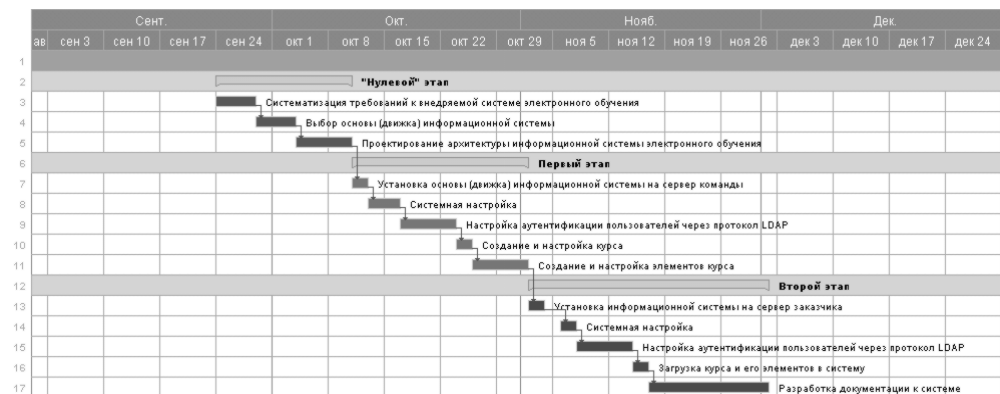 Сент. Окт. Нояб. Дек.
ав сен 3 сен 10 сен 17 сен 24 окт 1 окт 8 окт 15 окт 22 окт 29 ноя 5 ноя 12 ноя 19 ноя 26 дек 3 дек 10 дек 17 дек 24
1
2 "Нулевой" этап
3 Систематизация требований к внедряемой системе электронного обучения
4 Выбор основы (движка) информационной системы
5 Проектирование архитектуры информационной системы электронного обучения
6 Первый этап
7 Установка основы (движка) информационной системы на сервер команды
8 Системная настройка
9 Настройка аутентификации пользователей через протокол LDAP
10 Создание и настройка курса
11 Создание и настройка элементов курса
12 Второй этап
13 Установка информационной системы на сервер заказчика
14 Системная настройка
15 Настройка аутентификации пользователей через протокол LDAP
16 Загрузка курса и его элементов в систему
17 Разработка документации к системе